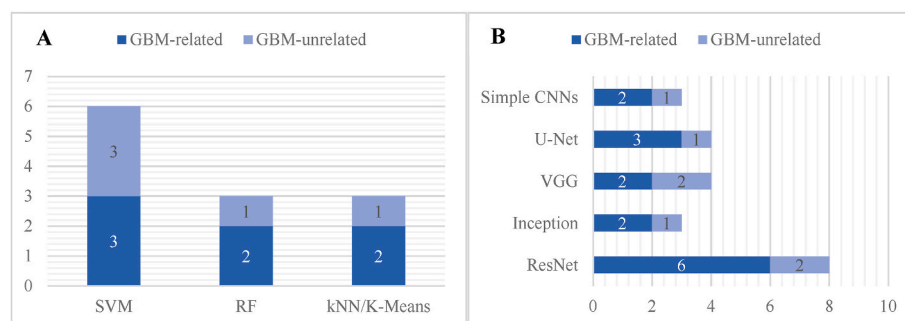 A
GBM-related GBM-unrelated
7
6
5
4
3
2
1
0
3
3
1
2
1
2
SVM RF kNN/K-Means
B
GBM-related GBM-unrelated
Simple CNNs 2 1
U-Net 3 1
VGG 2 2
Inception 2 1
ResNet 6 2
0 2 4 6 8 10